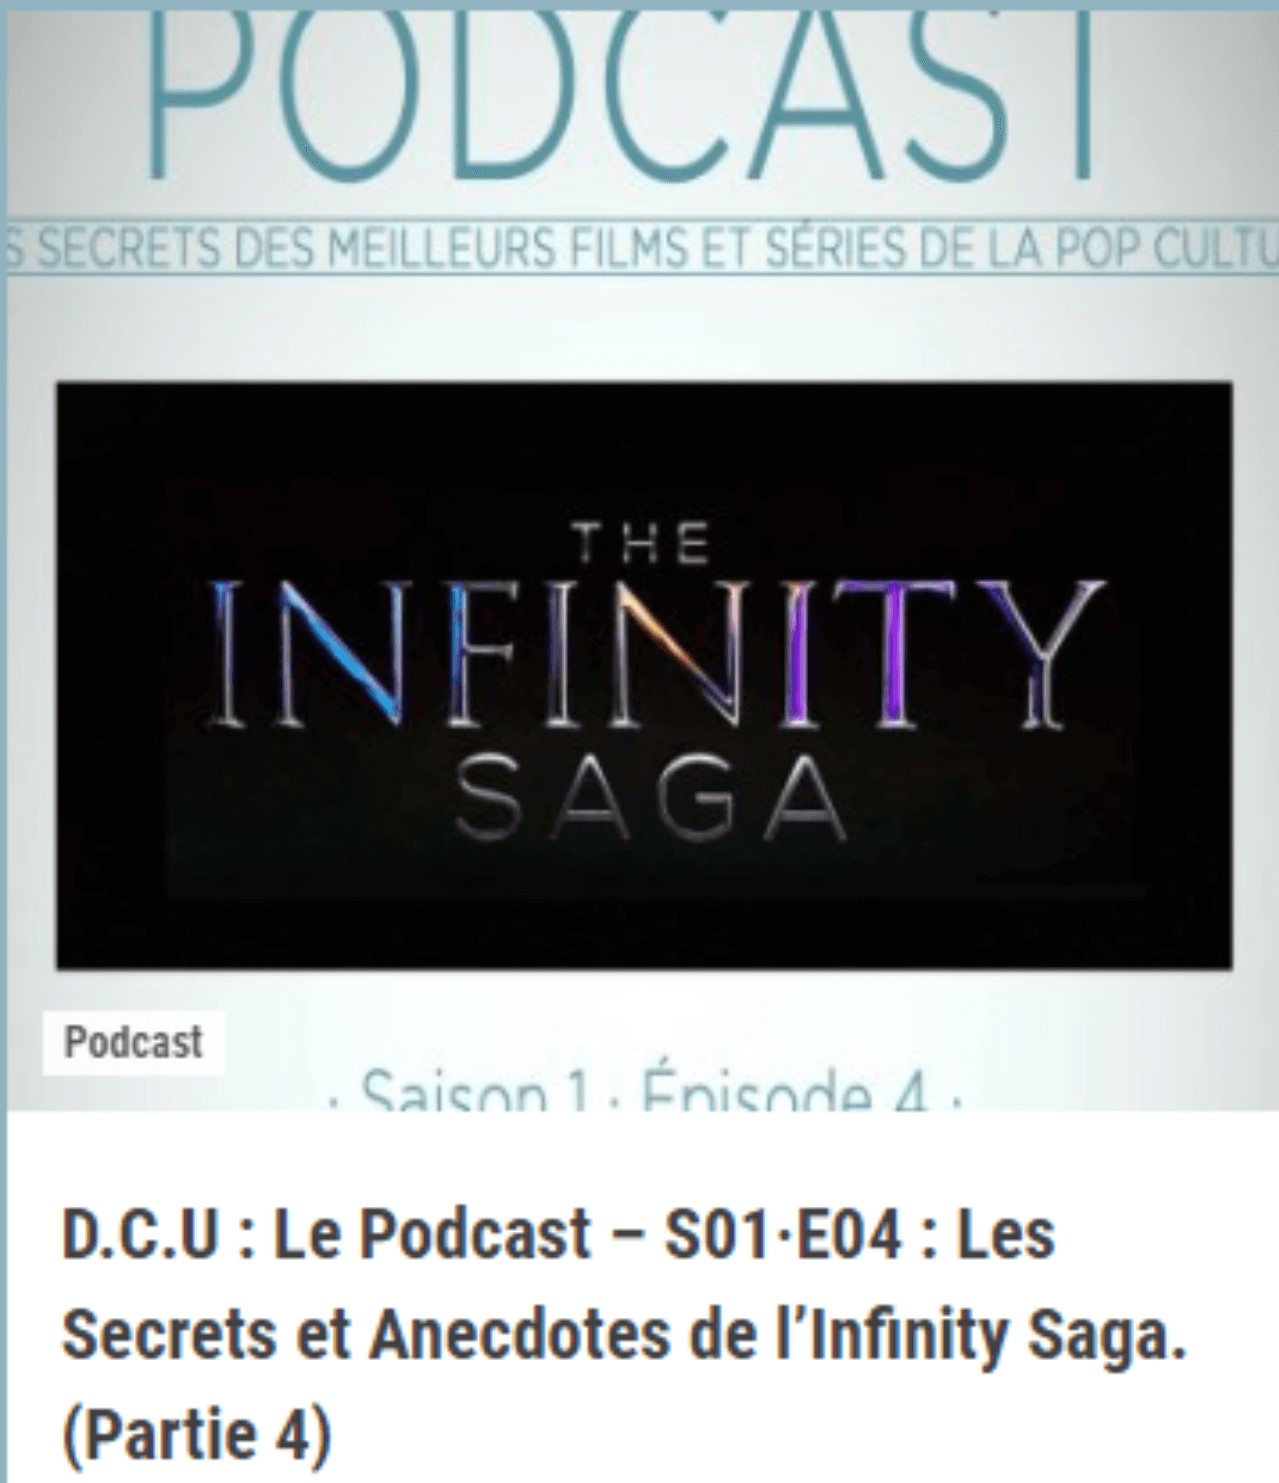 PODCAST
S SECRETS DES MEILLEURS FILMS ET SÉRIES DE LA POP CULTU
THE
INFINITY
SAGA
Podcast
· Saison 1 · Épisode 4 ·
D.C.U : Le Podcast – S01·E04 : Les
Secrets et Anecdotes de l’Infinity Saga.
(Partie 4)